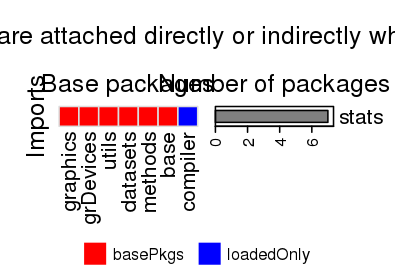 are attached directly or indirectly wh
Base packages
Number of packages
Imports
stats
graphics
grDevices
utils
datasets
methods
base
compiler
0 2 4 6
basePkgs loadedOnly